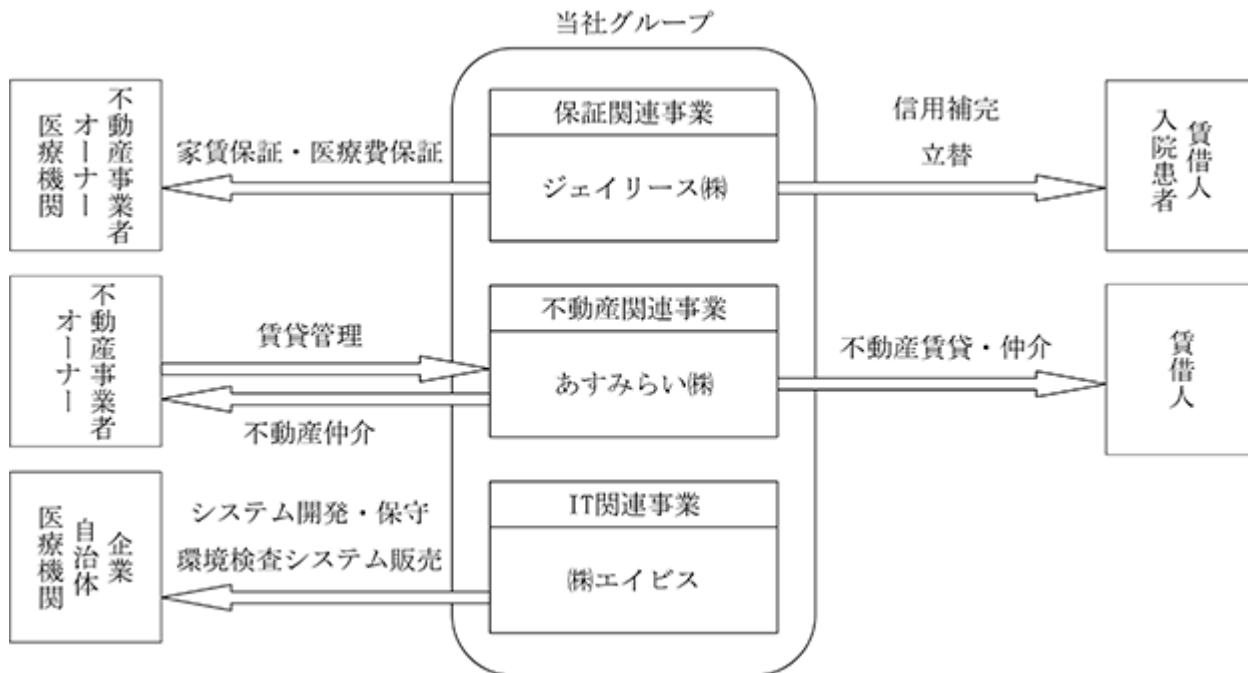 当社グループ
不動産事業者
オーナー
医療機関
家賃保証・医療費保証
保証関連事業
ジェイリース㈱
信用補完
立替
賃借人
入院患者
不動産事業者
オーナー
賃貸管理
不動産仲介
不動産関連事業
あすみらい㈱
不動産賃貸・仲介
賃借人
企業
自治体
医療機関
システム開発・保守
環境検査システム販売
IT関連事業
㈱エイビス